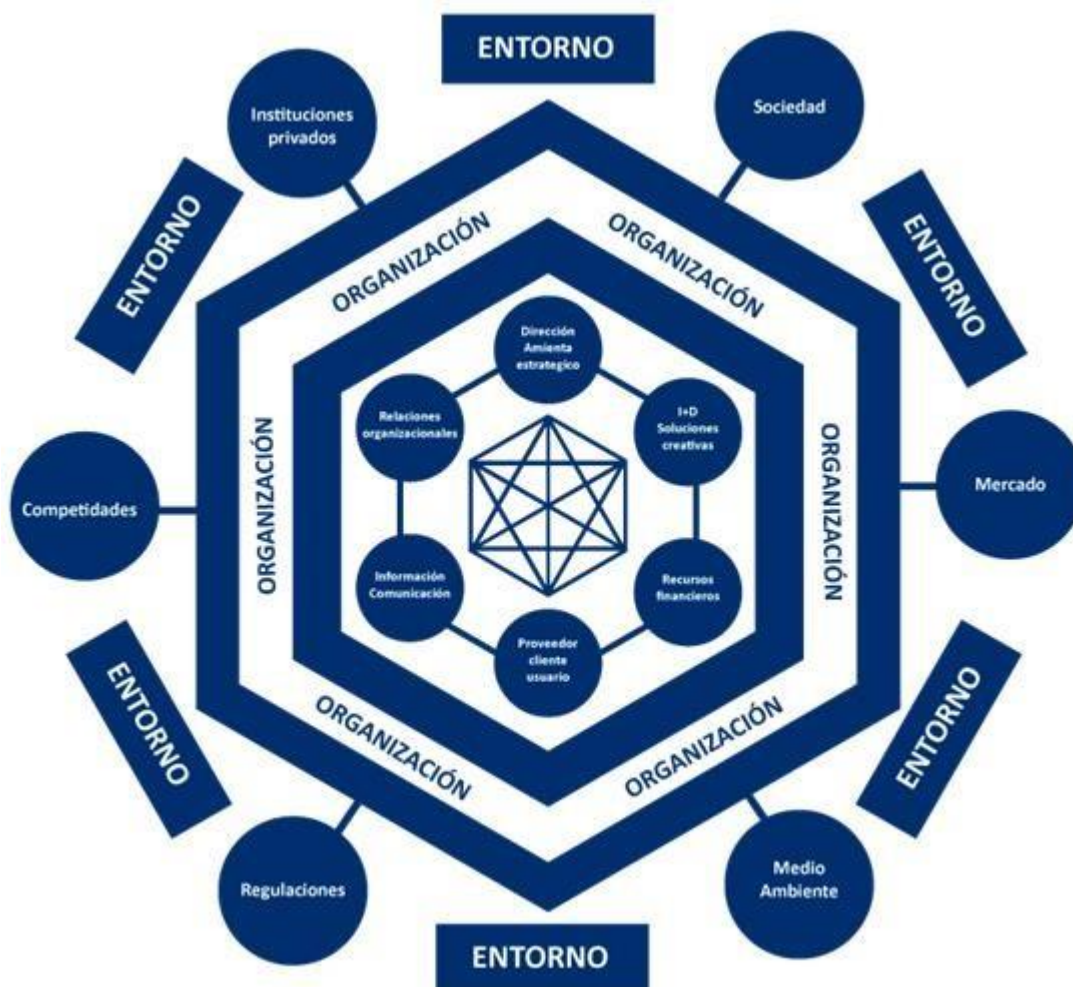 ENTORNO
Instituciones
privados
Sociedad
ENTORNO
ENTORNO
ORGANIZACIÓN
ORGANIZACIÓN
Dirección
Amienta
estrategico
Relaciones
organizacionales
I+D
Soluciones
creativas
ORGANIZACIÓN
ORGANIZACIÓN
Competidades
Mercado
Información
Comunicación
Recursos
financieros
Proveedor
cliente
usuario
ENTORNO
ENTORNO
ORGANIZACIÓN
ORGANIZACIÓN
Regulaciones
Medio
Ambiente
ENTORNO